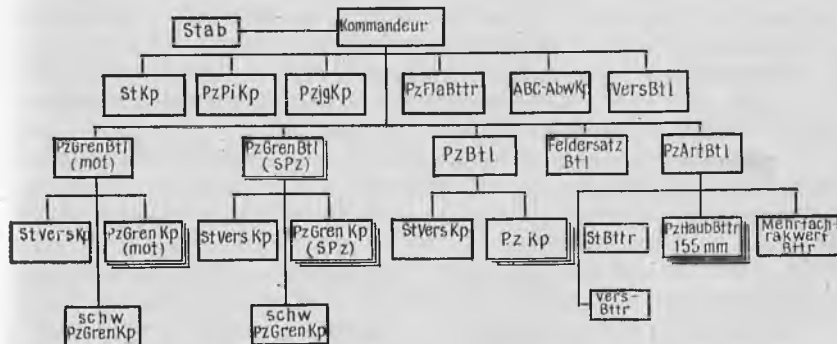 Stab
Kommandeur
StKp
PzPiKp
PzjgKp
PzFlaBttr
ABC-AbwKp
VersBtl
PzGrenBtl
(mot)
PzGrenBtl
(SPz)
PzBtl
Feldersatz
Btl
PzArtBtl
StVersKp
PzGrenKp
(mot)
StVersKp
PzGrenKp
(SPz)
StVersKp
PzKp
StBttr
PzHaubBttr
155 mm
Mehrfach-
rakwerf
Bttr
schw
PzGrenKp
schw
PzGrenKp
Vers-
Bttr